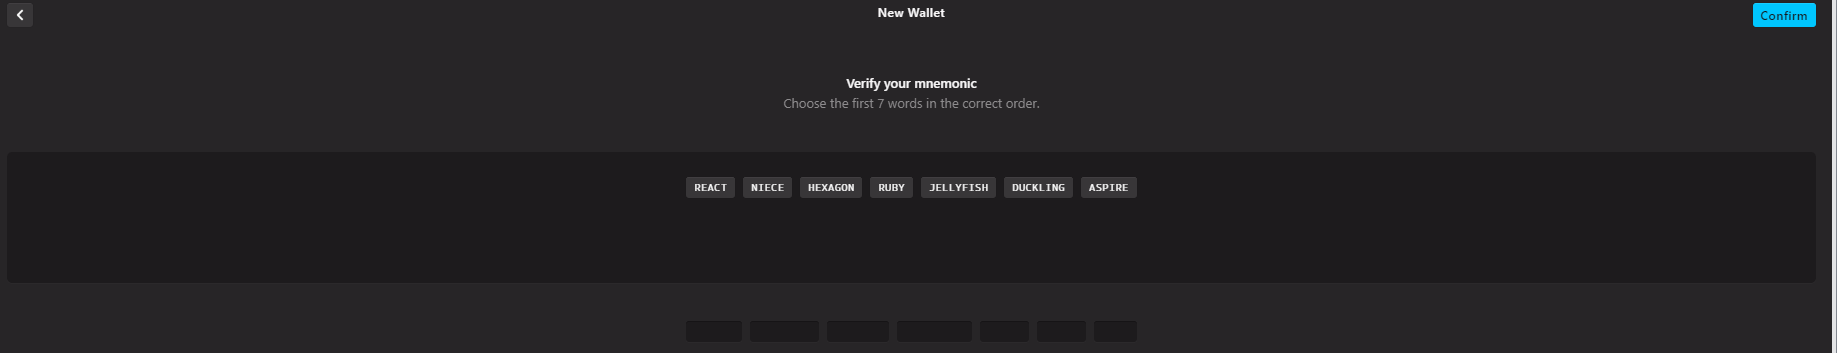 New Wallet
Confirm
Verify your mnemonic
Choose the first 7 words in the correct order.
REACT NIECE HEXAGON RUBY JELLYFISH DUCKLING ASPIRE